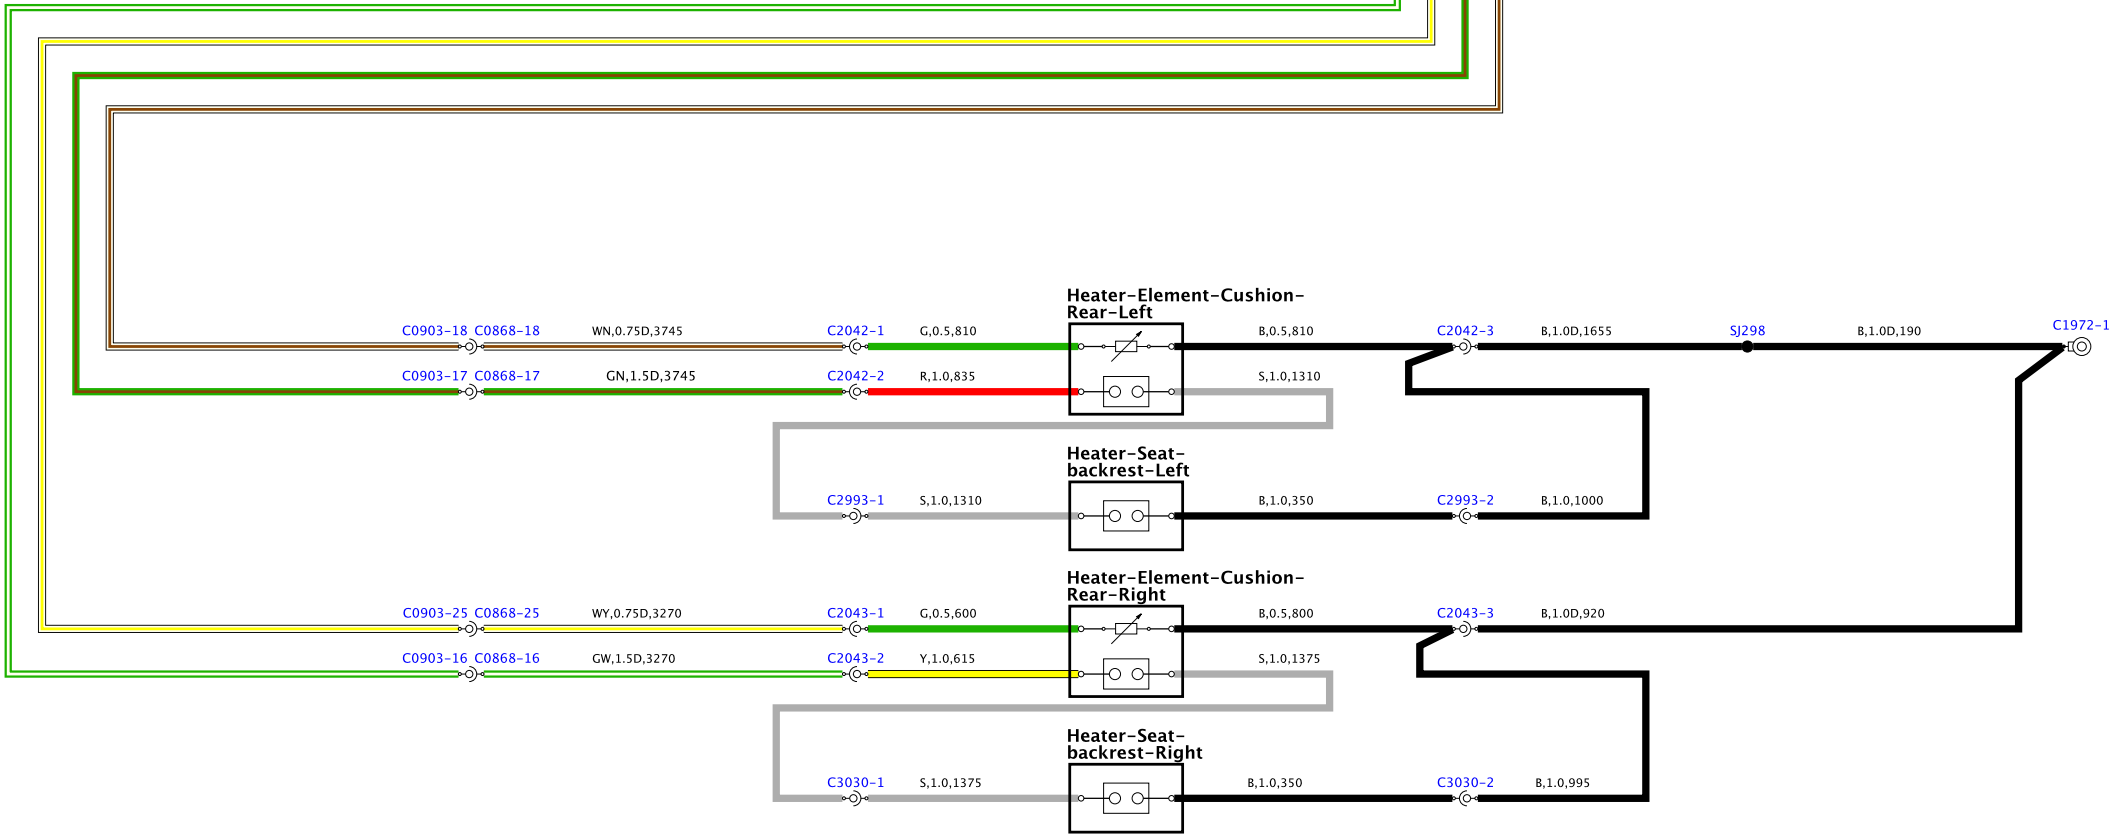 Heater-Element-Cushion-
Rear-Left
C0903-18 C0868-18 WN,0.75D,3745 C2042-1 G,0.5,810 B,0.5,810 C2042-3 B,1.0D,1655 SJ298 B,1.0D,190 C1972-1
C0903-17 C0868-17 GN,1.5D,3745 C2042-2 R,1.0,835 S,1.0,1310
Heater-Seat-
backrest-Left
C2993-1 S,1.0,1310 B,1.0,350 C2993-2 B,1.0,1000
Heater-Element-Cushion-
Rear-Right
C0903-25 C0868-25 WY,0.75D,3270 C2043-1 G,0.5,600 B,0.5,800 C2043-3 B,1.0D,920
C0903-16 C0868-16 GW,1.5D,3270 C2043-2 Y,1.0,615 S,1.0,1375
Heater-Seat-
backrest-Right
C3030-1 S,1.0,1375 B,1.0,350 C3030-2 B,1.0,995